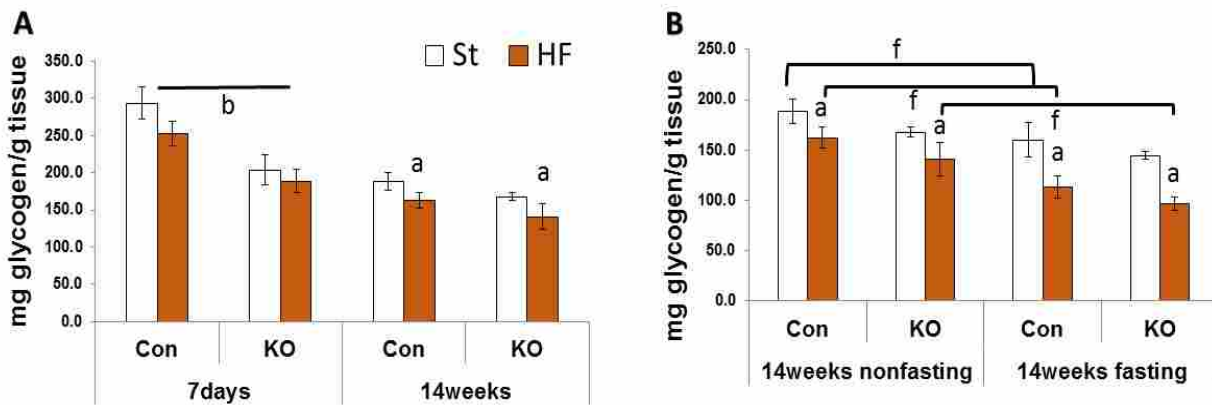 A
mg glycogen/g tissue
350.0
300.0
250.0
200.0
150.0
100.0
50.0
0.0
St HF
b
a a
Con KO Con KO
7days 14weeks
B
mg glycogen/g tissue
250.0
200.0
150.0
100.0
50.0
0.0
f
a f a f
a a
Con KO Con KO
14weeks nonfasting 14weeks fasting